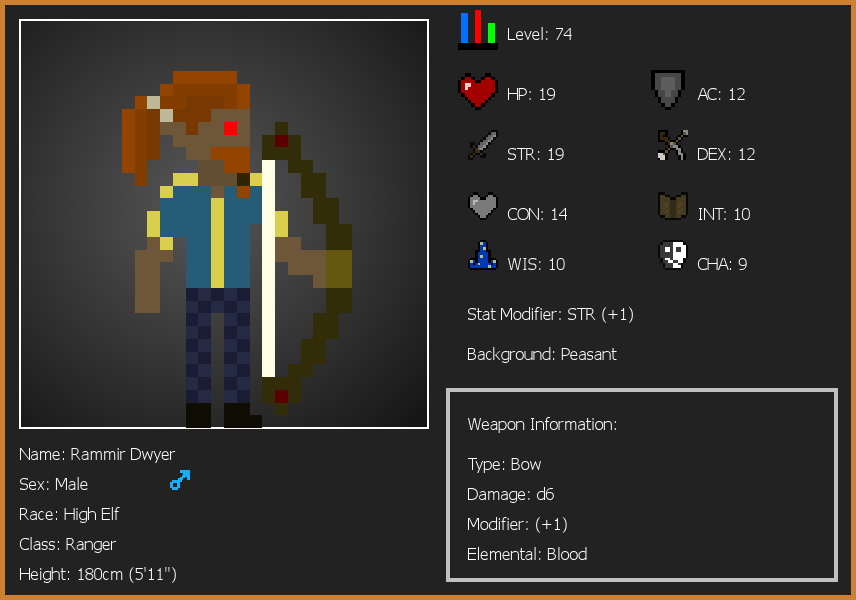 Level: 74
HP: 19
AC: 12
STR: 19
DEX: 12
CON: 14
INT: 10
WIS: 10
CHA: 9
Stat Modifier: STR (+1)
Background: Peasant
Weapon Information:
Type: Bow
Damage: d6
Modifier: (+1)
Elemental: Blood
Name: Rammir Dwyer
Sex: Male
Race: High Elf
Class: Ranger
Height: 180cm (5'11")